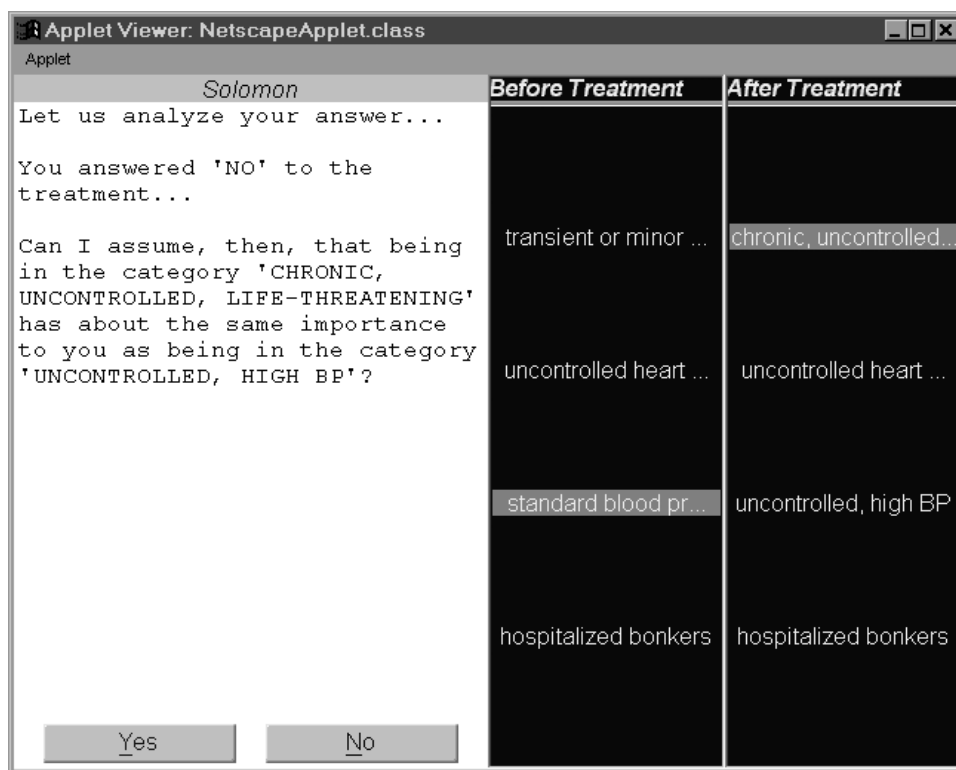 Applet Viewer: NetscapeApplet.class
Applet
Solomon
Let us analyze your answer...
You answered 'NO' to the
treatment...
Can I assume, then, that being
in the category 'CHRONIC,
UNCONTROLLED, LIFE-THREATENING'
has about the same importance
to you as being in the category
'UNCONTROLLED, HIGH BP'?
Yes
No
Before Treatment
transient or minor ...
uncontrolled heart ...
standard blood pr...
hospitalized bonkers
After Treatment
chronic, uncontrolled...
uncontrolled heart ...
uncontrolled, high BP
hospitalized bonkers